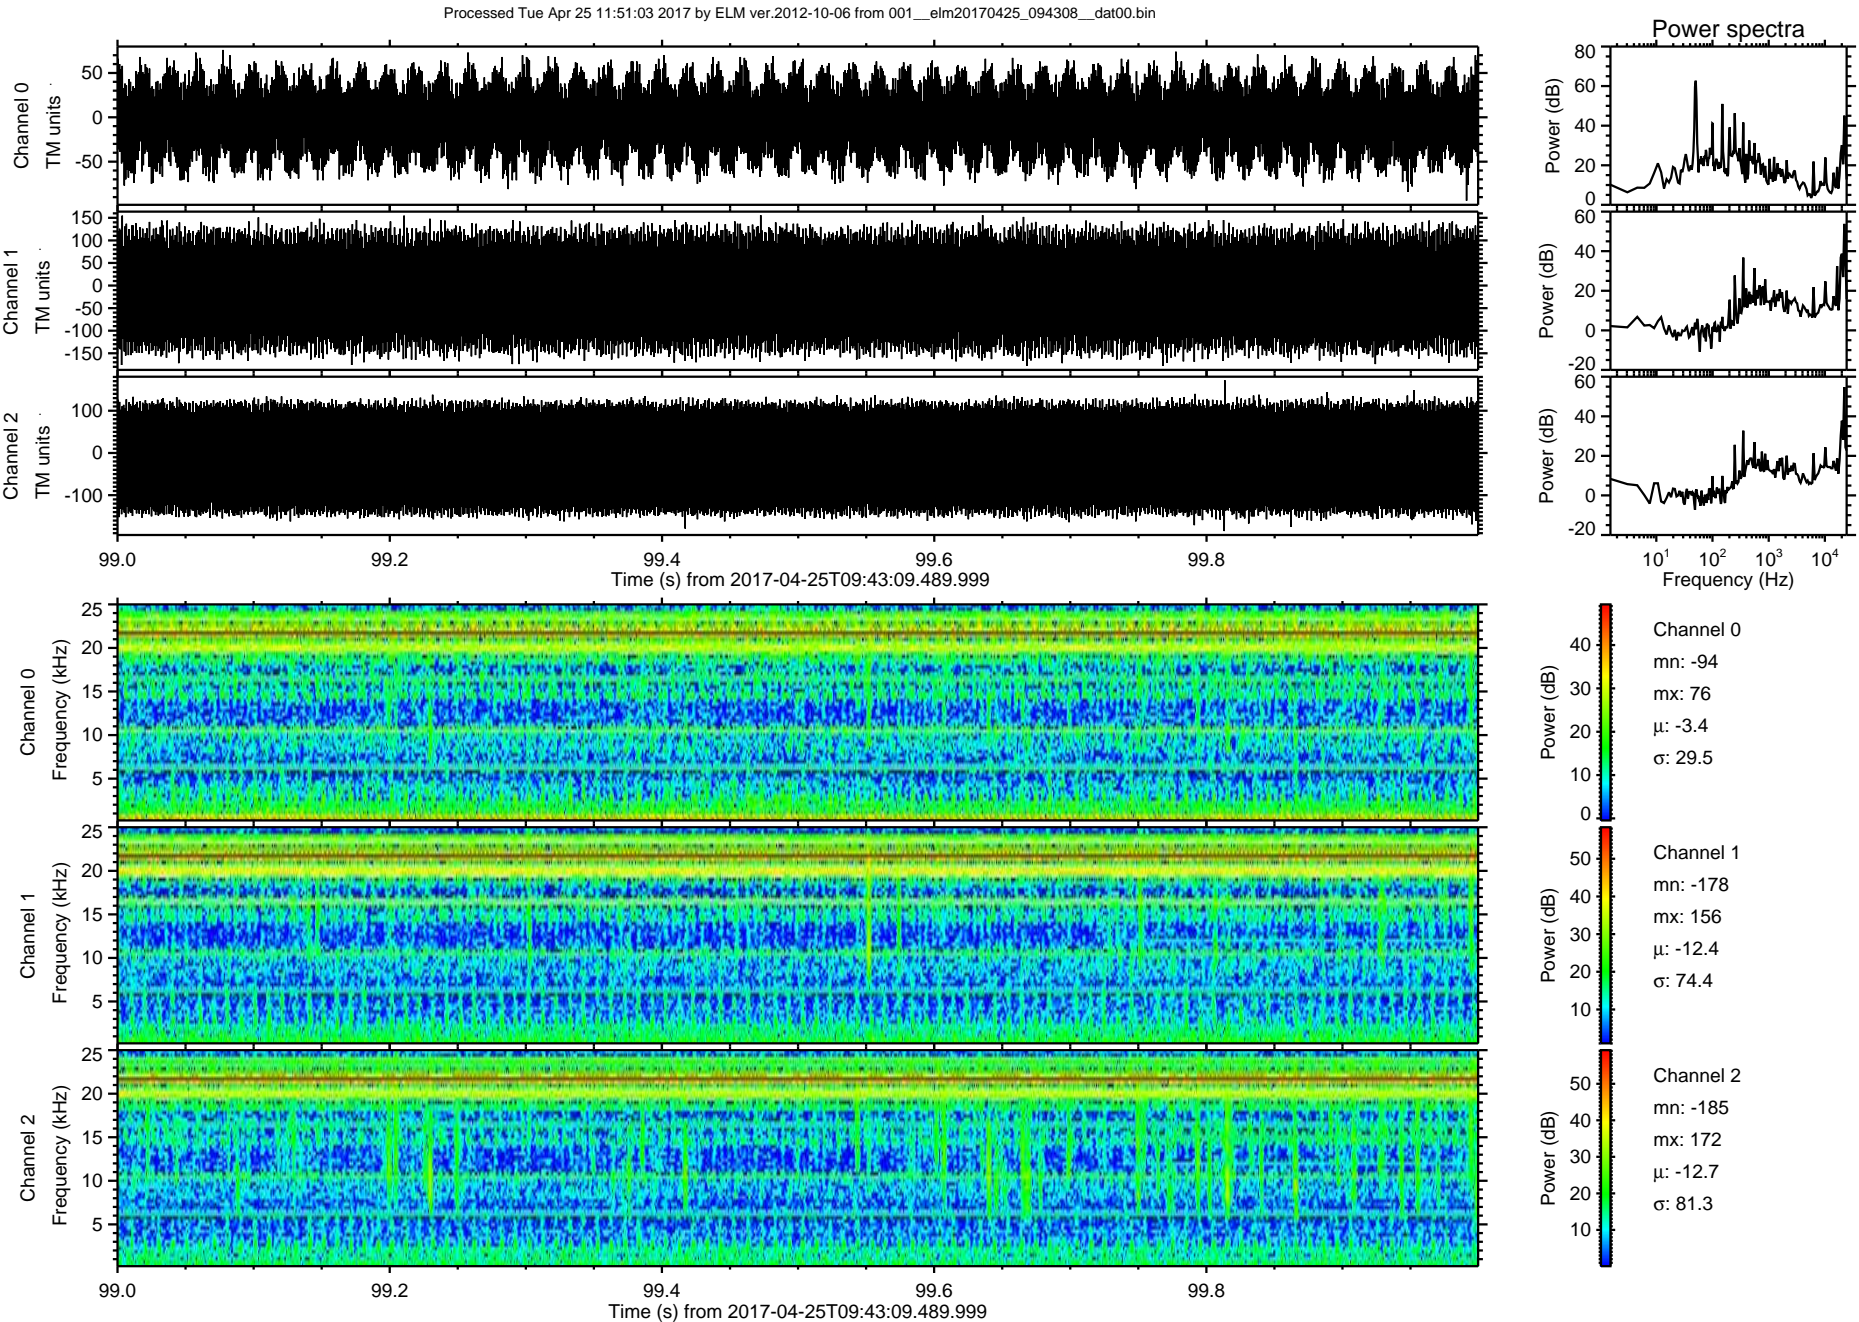 Processed Tue Apr 25 11:51:03 2017 by ELM ver.2012-10-06 from 001__elm20170425_094308__dat00.bin
Power spectra
Channel 0
TM units
50
0
-50
Power (dB)
80
60
40
20
0
Channel 1
TM units
150
100
50
0
-50
-100
-150
Power (dB)
60
40
20
0
-20
Channel 2
TM units
100
0
-100
Power (dB)
60
40
20
0
-20
99.0 99.2 99.4 99.6 99.8
Time (s) from 2017-04-25T09:43:09.489.999
10^1 10^2 10^3 10^4
Frequency (Hz)
Channel 0
Frequency (kHz)
25
20
15
10
5
Power (dB)
40
30
20
10
0
Channel 0
mn: -94
mx: 76
μ: -3.4
σ: 29.5
Channel 1
Frequency (kHz)
25
20
15
10
5
Power (dB)
50
40
30
20
10
Channel 1
mn: -178
mx: 156
μ: -12.4
σ: 74.4
Channel 2
Frequency (kHz)
25
20
15
10
5
Power (dB)
50
40
30
20
10
Channel 2
mn: -185
mx: 172
μ: -12.7
σ: 81.3
99.0 99.2 99.4 99.6 99.8
Time (s) from 2017-04-25T09:43:09.489.999